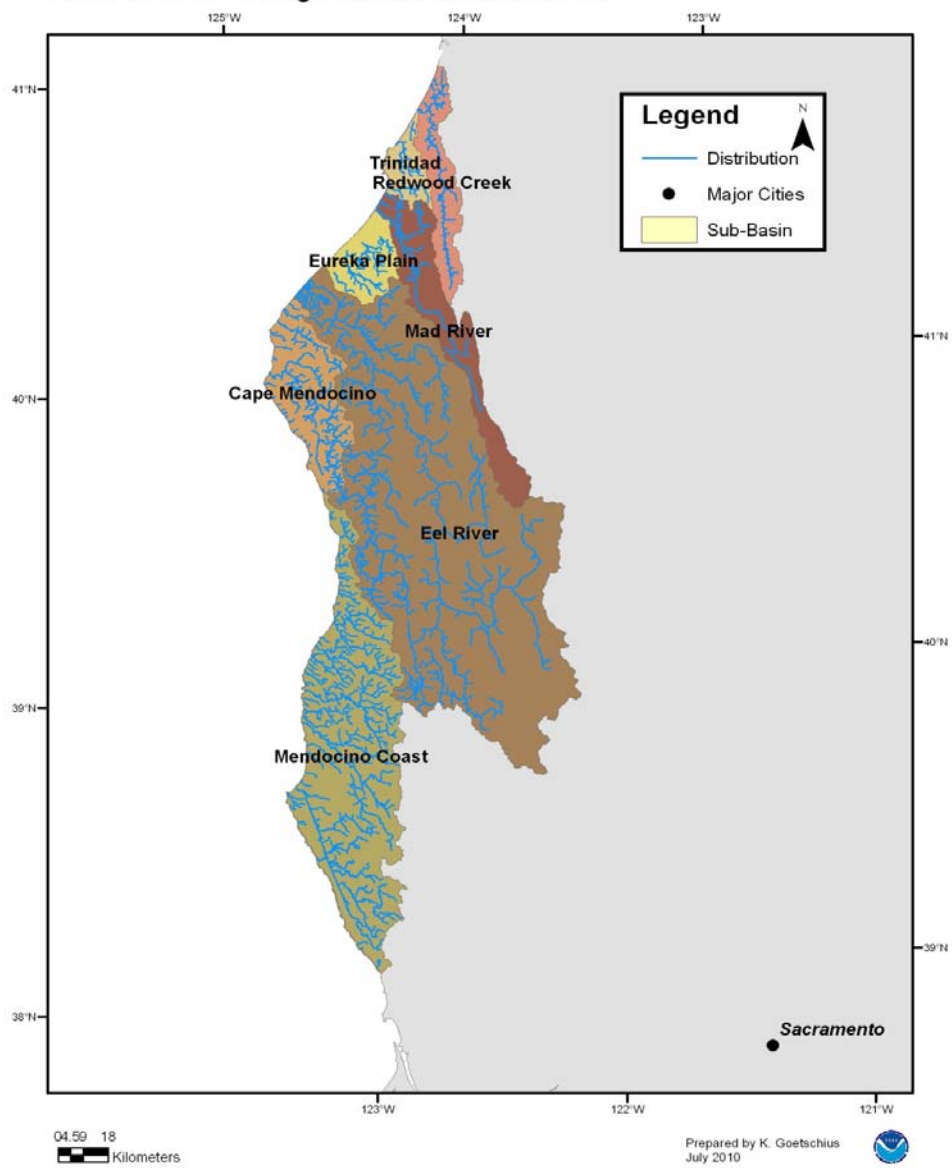 125°W
124°W
123°W
41°N
Legend
N
Distribution
Major Cities
Sub-Basin
Trinidad
Redwood Creek
Eureka Plain
Mad River
41°N
Cape Mendocino
40°N
Eel River
40°N
39°N
Mendocino Coast
39°N
38°N
Sacramento
123°W
122°W
121°W
04.59 18
Kilometers
Prepared by K. Goetschius
July 2010